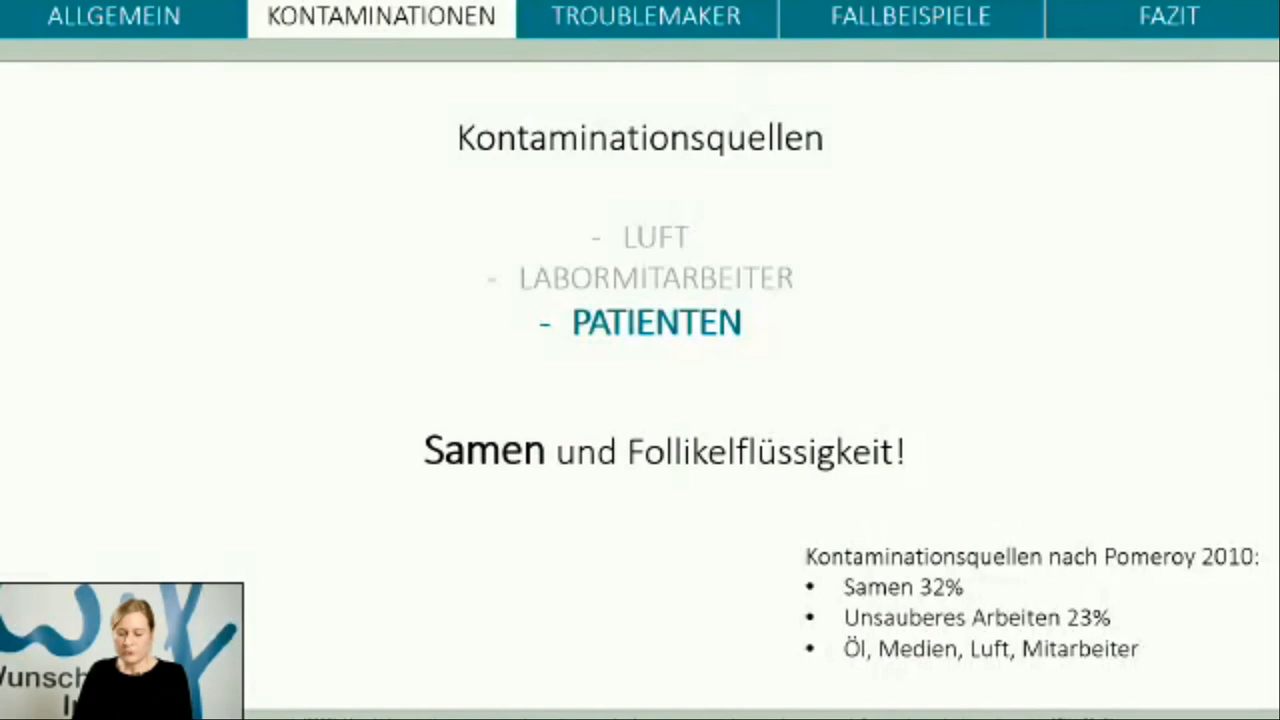 ALLGEMEIN KONTAMINATIONEN TROUBLEMAKER FALLBEISPIELE FAZIT
Kontaminationsquellen
- LUFT
- LABORMITARBEITER
- PATIENTEN
Samen und Follikelflüssigkeit!
Kontaminationsquellen nach Pomeroy 2010:
• Samen 32%
• Unsauberes Arbeiten 23%
• Öl, Medien, Luft, Mitarbeiter